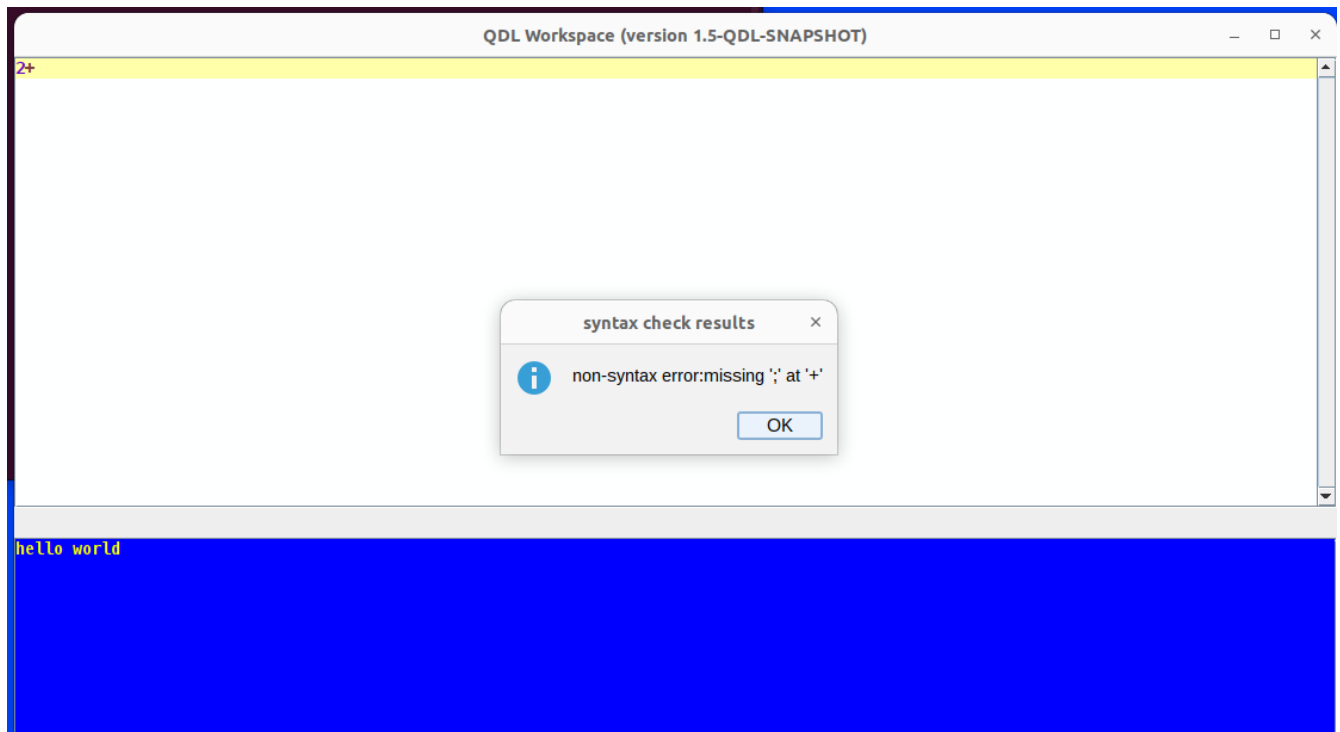 QDL Workspace (version 1.5-QDL-SNAPSHOT)
2+
syntax check results
non-syntax error:missing ';' at '+'
OK
hello world